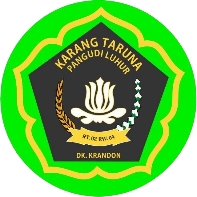 KARANG TARUNA
PANGUDI LUHUR
RT. 02 RW. 04
DK. KRANDON